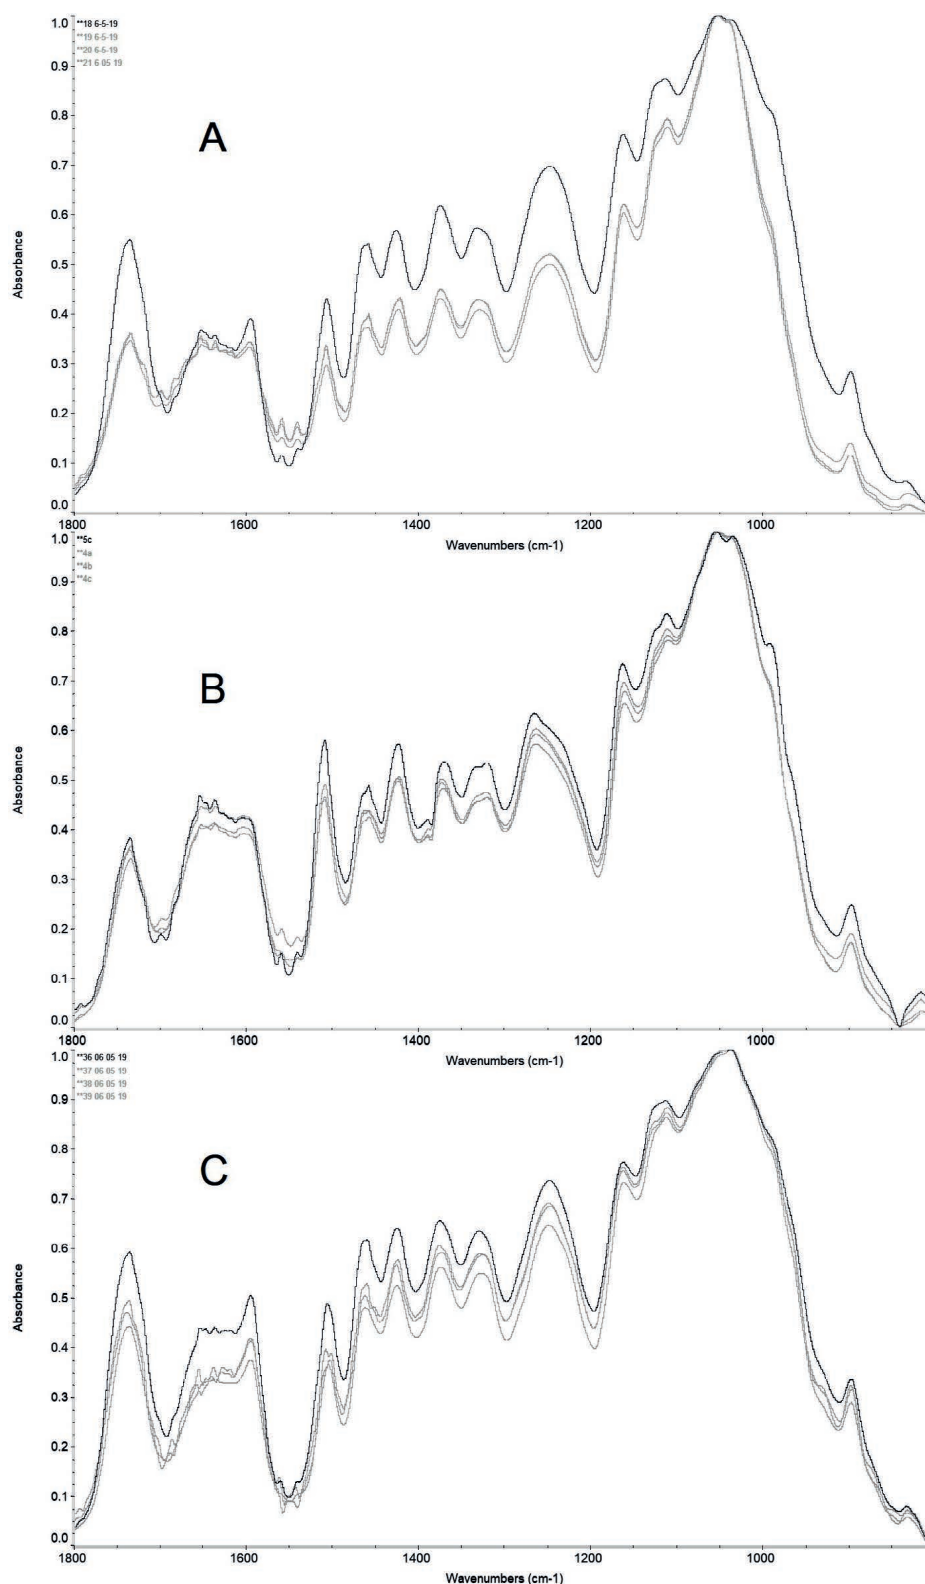 1.0
**18 6-5-19
**19 6-5-19
**20 6-5-19
**21 6 05 19
0.9
A
0.8
0.7
0.6
0.5
0.4
0.3
0.2
0.1
0.0
Absorbance
1800 1600 1400 1200 1000
Wavenumbers (cm-1)
1.0
**5c
**4a
**4b
**4c
0.9
0.8
B
0.7
0.6
0.5
0.4
0.3
0.2
0.1
0.0
Absorbance
1800 1600 1400 1200 1000
Wavenumbers (cm-1)
1.0
**36 06 05 19
**37 06 05 19
**38 06 05 19
**39 06 05 19
0.9
0.8
C
0.7
0.6
0.5
0.4
0.3
0.2
0.1
0.0
Absorbance
1800 1600 1400 1200 1000
Wavenumbers (cm-1)